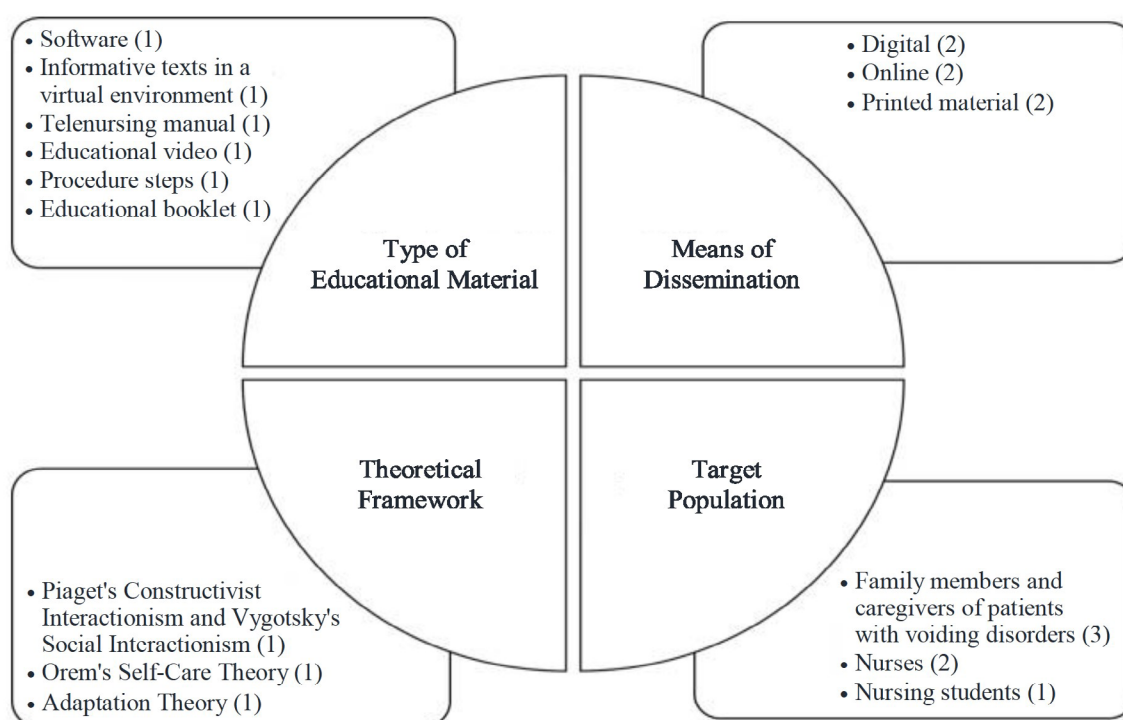 • Software (1)
• Informative texts in a
virtual environment (1)
• Telenursing manual (1)
• Educational video (1)
• Procedure steps (1)
• Educational booklet (1)
• Digital (2)
• Online (2)
• Printed material (2)
Type of
Educational Material
Means of
Dissemination
Theoretical
Framework
Target
Population
• Piaget's Constructivist
Interactionism and Vygotsky's
Social Interactionism (1)
• Orem's Self-Care Theory (1)
• Adaptation Theory (1)
• Family members and
caregivers of patients
with voiding disorders (3)
• Nurses (2)
• Nursing students (1)